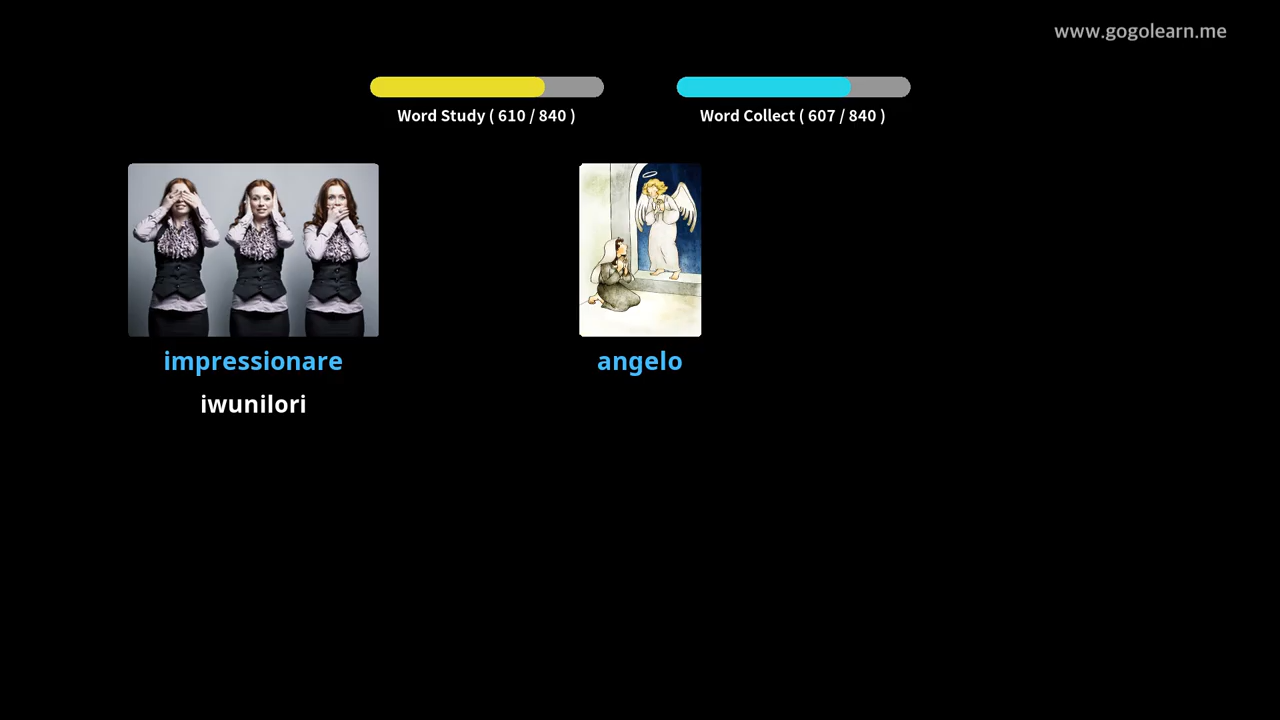 www.gogolearn.me
Word Study ( 610 / 840 )
Word Collect ( 607 / 840 )
impressionare
angelo
iwunilori